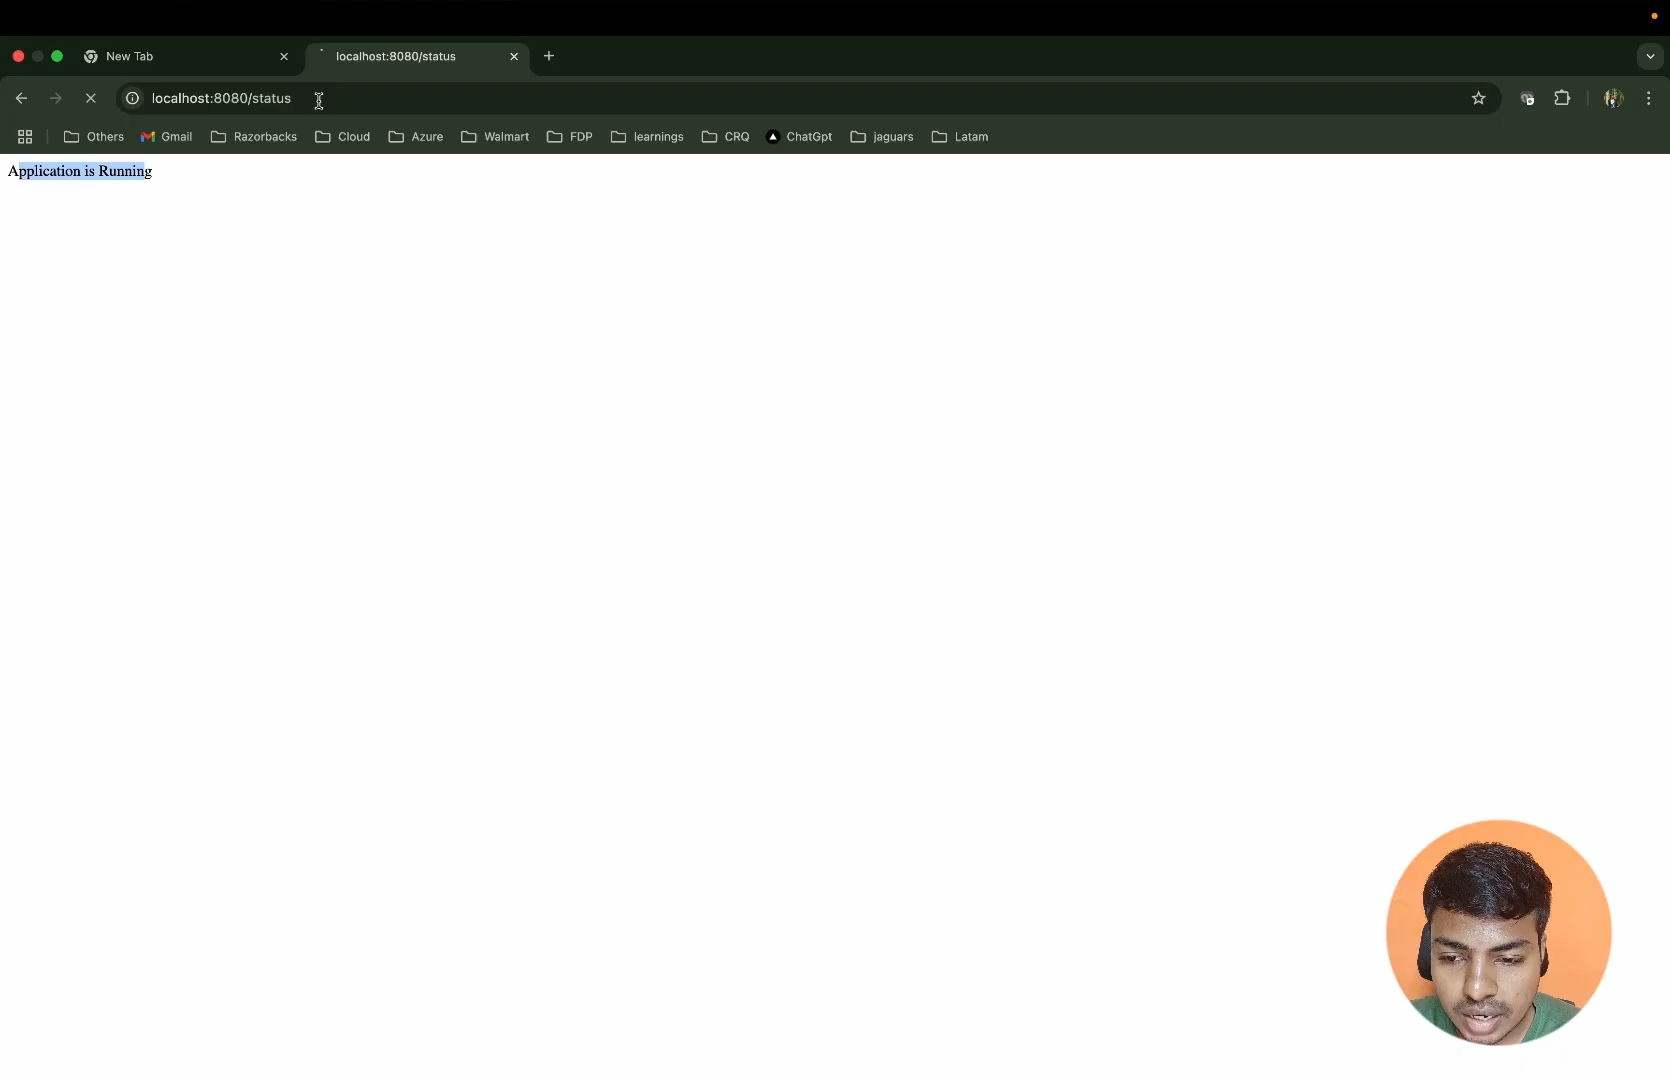 New Tab
localhost:8080/status
localhost:8080/status
Others Gmail Razorbacks Cloud Azure Walmart FDP learnings CRQ ChatGpt jaguars Latam
Application is Running